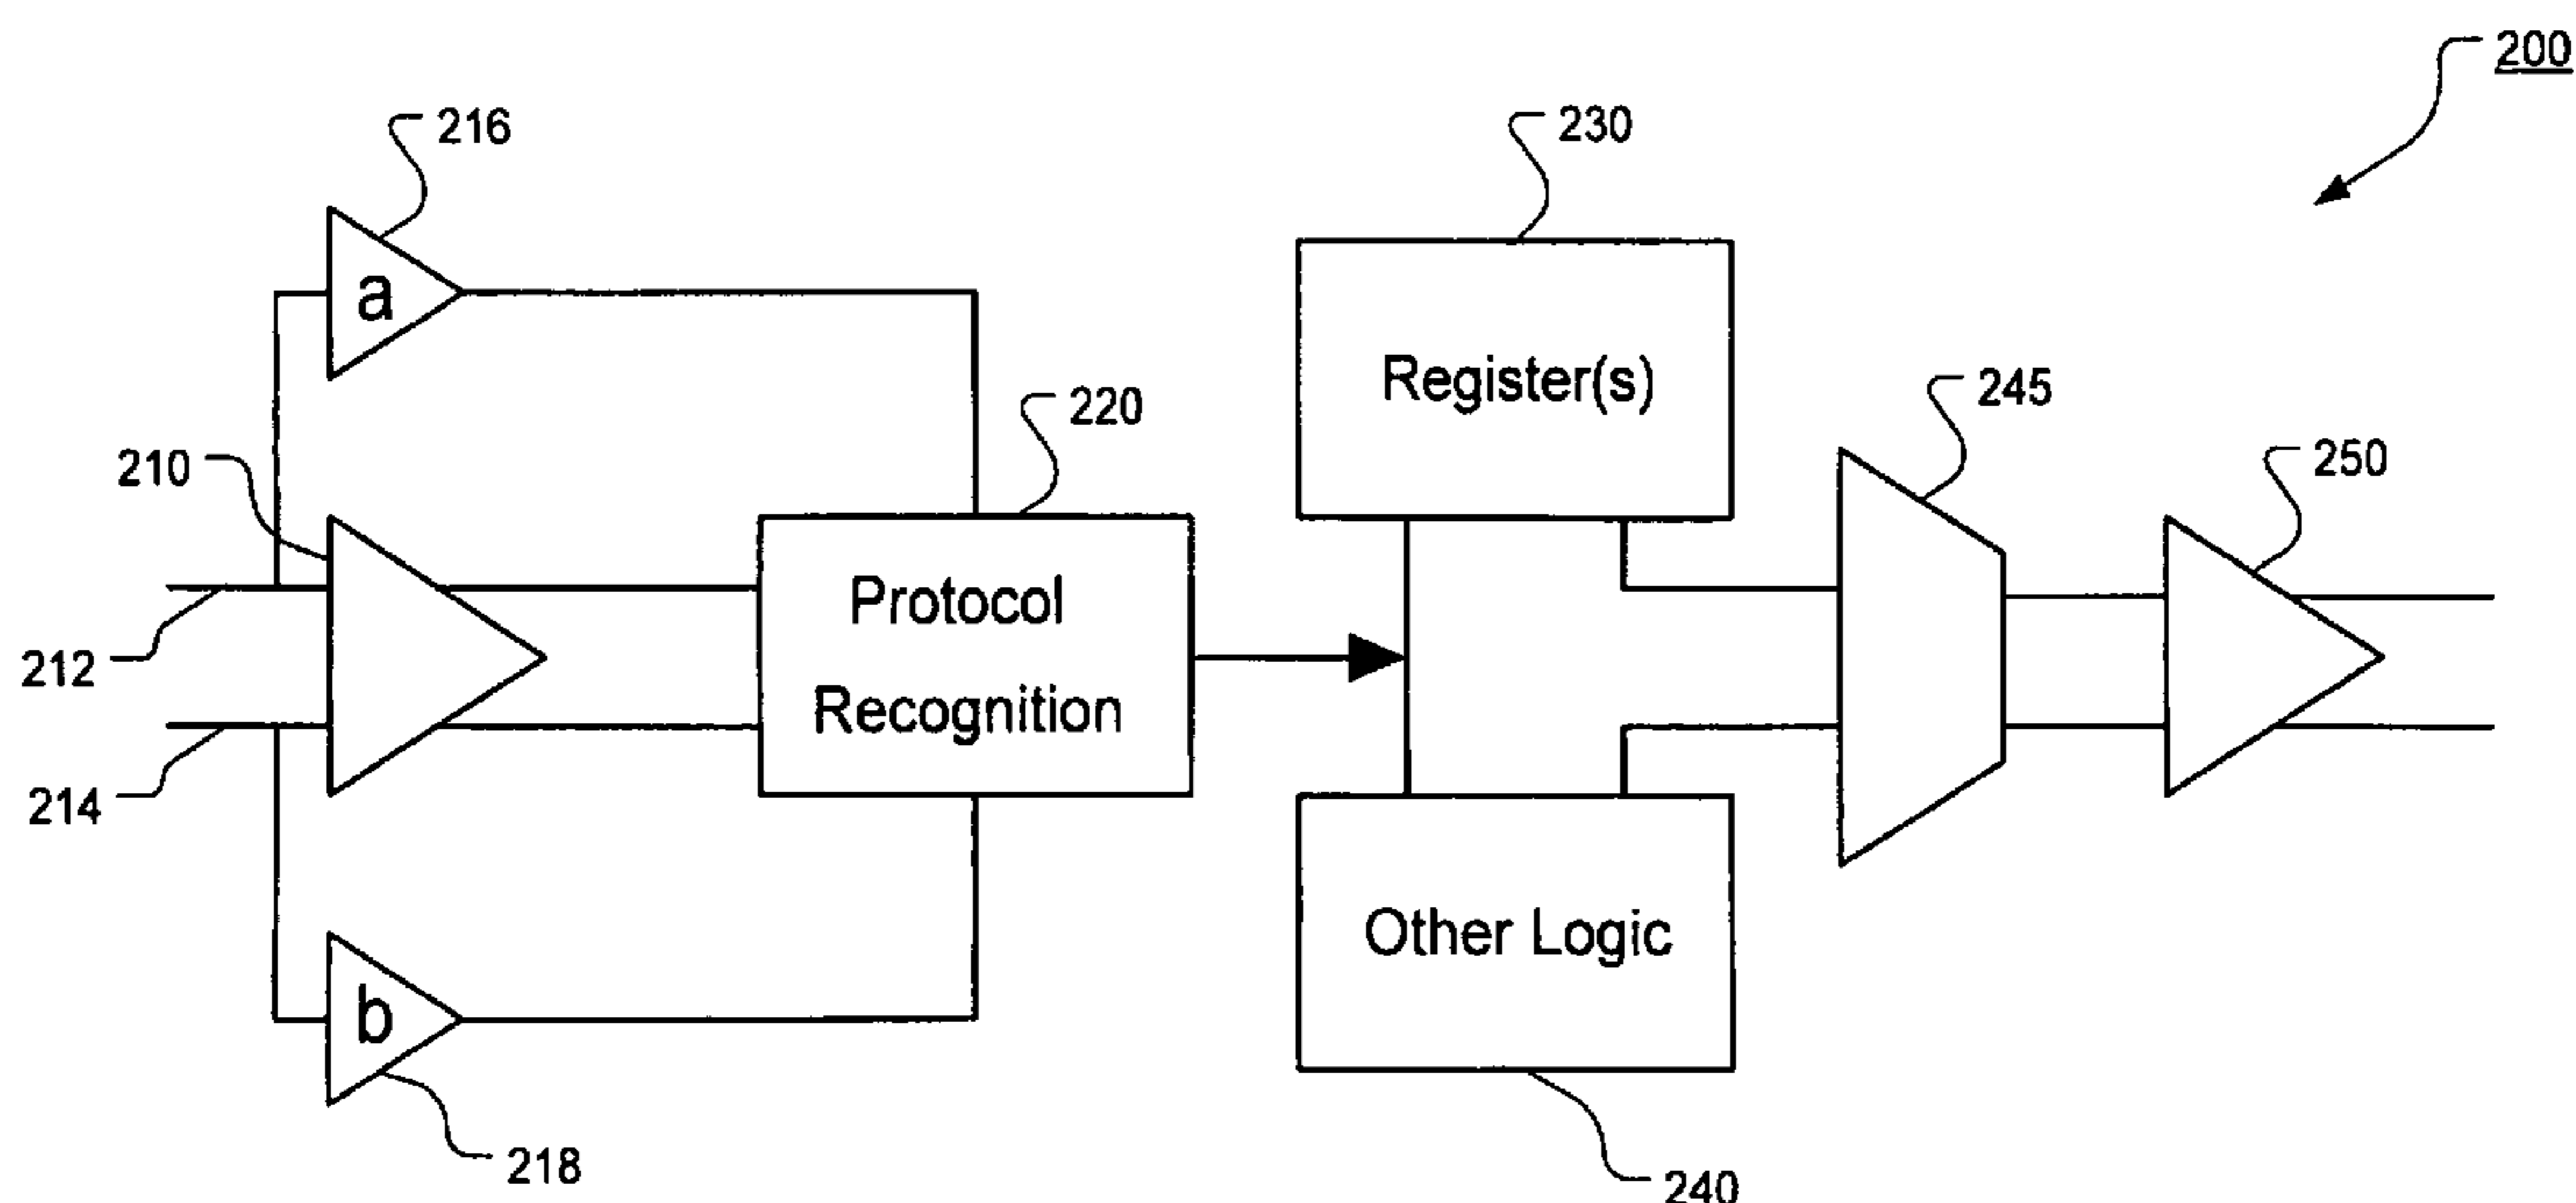 200
216
a
230
Register(s)
220
245
210
250
Protocol
Recognition
212
214
Other Logic
b
218
240